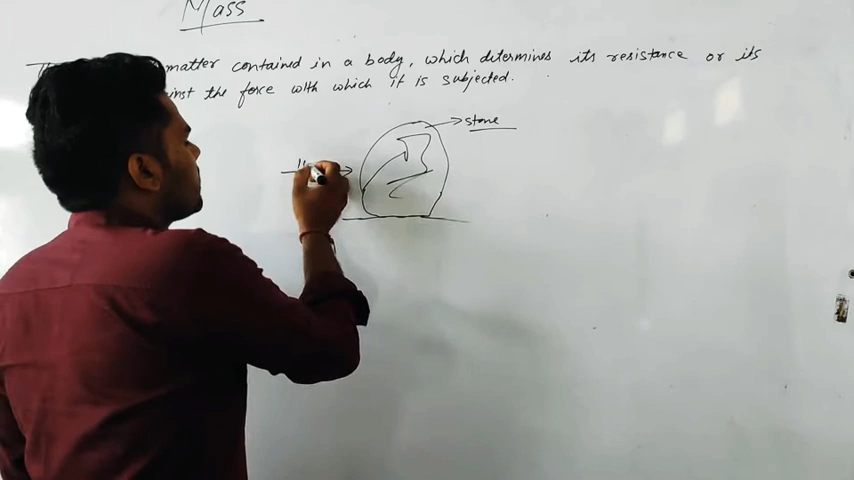 Mass
matter contained in a body, which determines its resistance or its
the force with which it is subjected.
stone